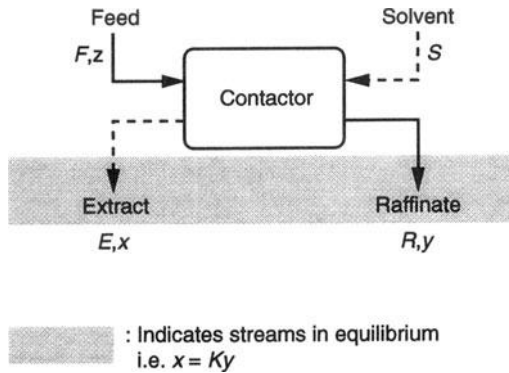 Feed
Solvent
F,z
S
Contactor
Extract
Raffinate
E,x
R,y
: Indicates streams in equilibrium
i.e. x = Ky